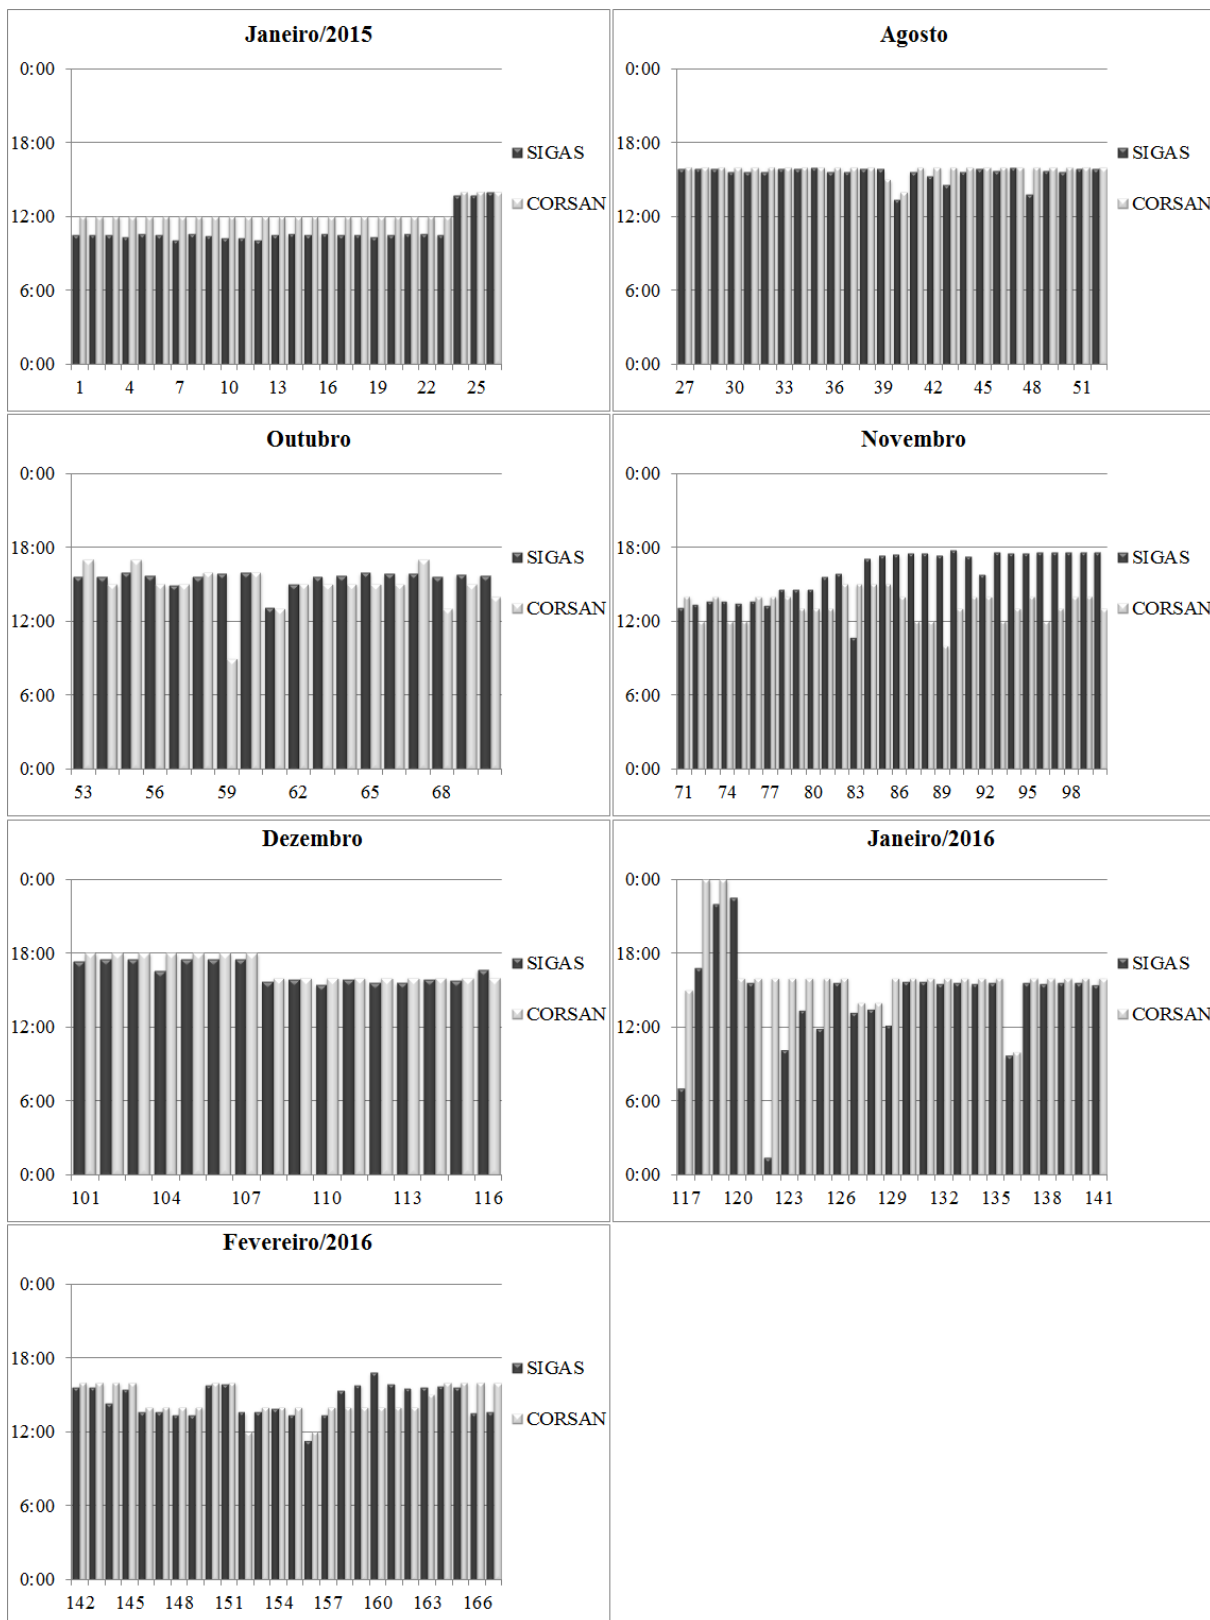 Janeiro/2015
0:00
18:00
12:00
6:00
0:00
1 4 7 10 13 16 19 22 25
SIGAS
CORSAN
Agosto
0:00
18:00
12:00
6:00
0:00
27 30 33 36 39 42 45 48 51
SIGAS
CORSAN
Outubro
0:00
18:00
12:00
6:00
0:00
53 56 59 62 65 68
SIGAS
CORSAN
Novembro
0:00
18:00
12:00
6:00
0:00
71 74 77 80 83 86 89 92 95 98
SIGAS
CORSAN
Dezembro
0:00
18:00
12:00
6:00
0:00
101 104 107 110 113 116
SIGAS
CORSAN
Janeiro/2016
0:00
18:00
12:00
6:00
0:00
117 120 123 126 129 132 135 138 141
SIGAS
CORSAN
Fevereiro/2016
0:00
18:00
12:00
6:00
0:00
142 145 148 151 154 157 160 163 166
SIGAS
CORSAN